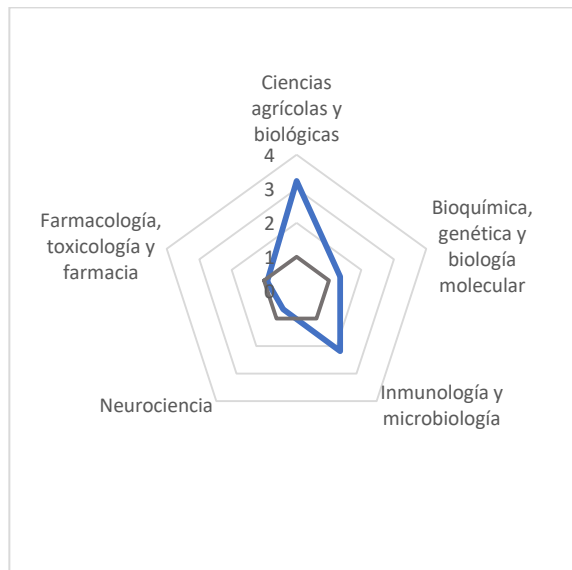 Ciencias
agrícolas y
biológicas
4
3
2
1
0
Bioquímica,
genética y
biología
molecular
Inmunología y
microbiología
Neurociencia
Farmacología,
toxicología y
farmacia